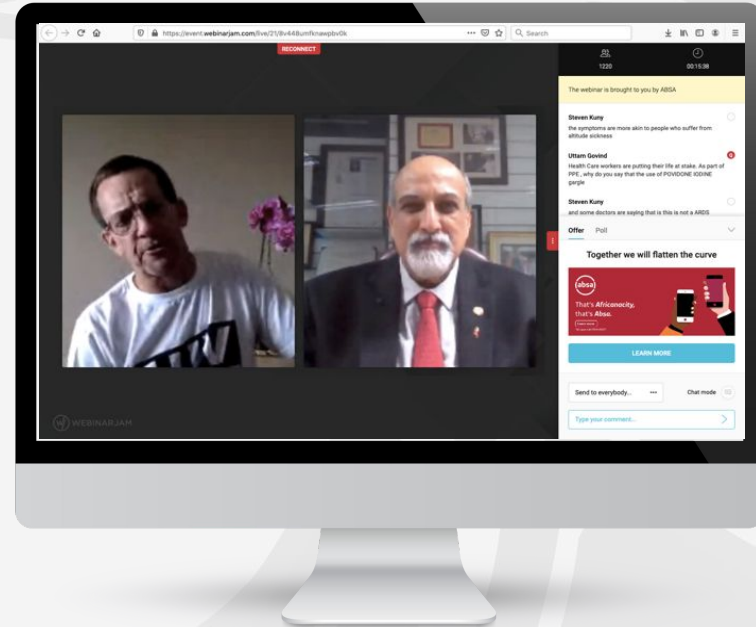 https://event.webinarjam.com/live/21/8v448umfknawpbv0k
Search
RECONNECT
1220
00:15:38
The webinar is brought to you by ABSA
Steven Kuny
the symptoms are more akin to people who suffer from
altitude sickness
Uttam Govind
Health Care workers are putting their life at stake. As part of
PPE , why do you say that the use of POVIDONE IODINE
gargle
Steven Kuny
and some doctors are saying that is this is not a ARDS
Offer Poll
Together we will flatten the curve
(absa)
That's Africanacity,
that's Absa.
LEARN MORE
Send to everybody...
Chat mode
Type your comment...
WEBINARJAM